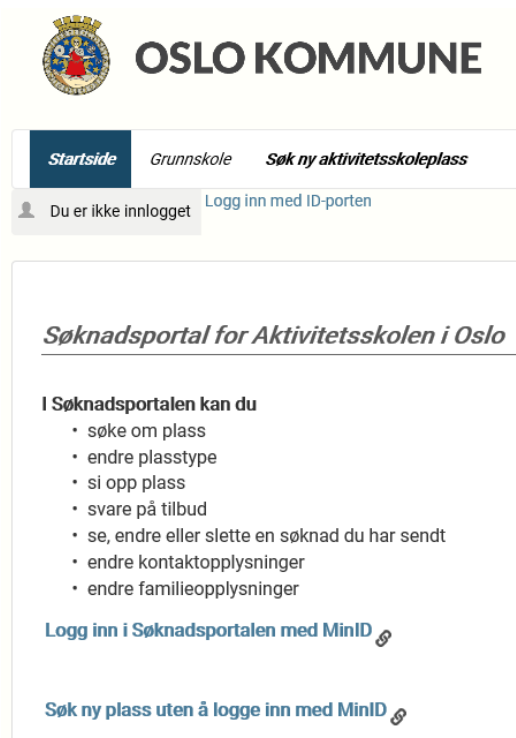 OSLO KOMMUNE
Startside Grunnskole Søk ny aktivitetsskoleplass
Du er ikke innlogget Logg inn med ID-porten
Søknadsportal for Aktivitetsskolen i Oslo
I Søknadsportalen kan du
• søke om plass
• endre plasstype
• si opp plass
• svare på tilbud
• se, endre eller slette en søknad du har sendt
• endre kontaktopplysninger
• endre familieopplysninger
Logg inn i Søknadsportalen med MinID
Søk ny plass uten å logge inn med MinID